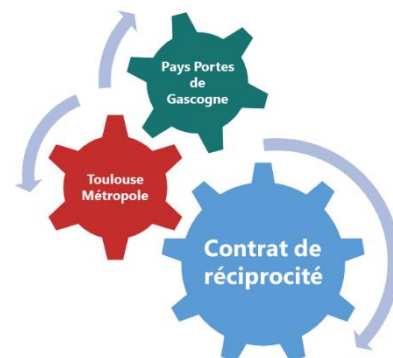 Pays Portes
de
Gascogne
Toulouse
Métropole
Contrat de
réciprocité